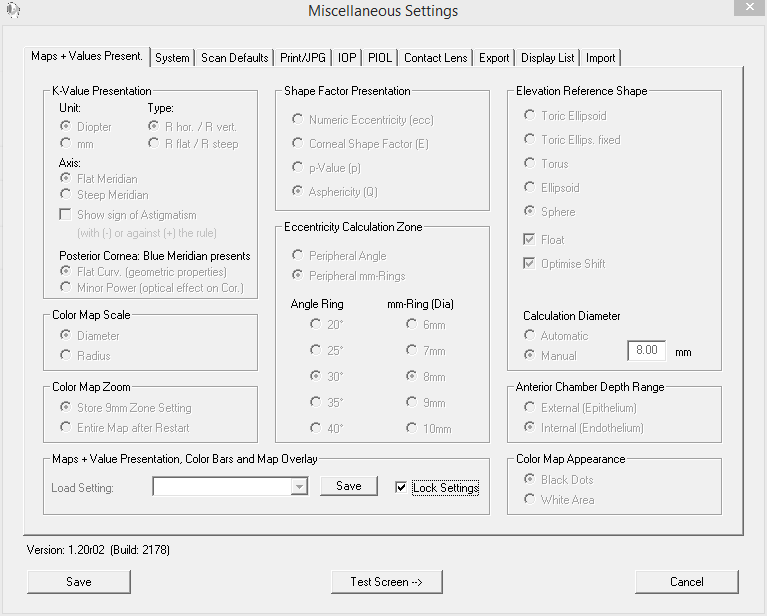 Miscellaneous Settings
Maps + Values Present. System Scan Defaults Print/JPG IOP PIOL Contact Lens Export Display List Import
K-Value Presentation
Unit: Type:
Diopter R hor. / R vert.
mm R flat / R steep
Axis:
Flat Meridian
Steep Meridian
Show sign of Astigmatism
(with (-) or against (+) the rule)
Posterior Cornea: Blue Meridian presents
Flat Curv. (geometric properties)
Minor Power (optical effect on Cor.)
Color Map Scale
Diameter
Radius
Color Map Zoom
Store 9mm Zone Setting
Entire Map after Restart
Shape Factor Presentation
Numeric Eccentricity (ecc)
Corneal Shape Factor (E)
p-Value (p)
Asphericity (Q)
Eccentricity Calculation Zone
Peripheral Angle
Peripheral mm-Rings
Angle Ring mm-Ring (Dia)
20° 6mm
25° 7mm
30° 8mm
35° 9mm
40° 10mm
Elevation Reference Shape
Toric Ellipsoid
Toric Ellips. fixed
Torus
Ellipsoid
Sphere
Float
Optimise Shift
Calculation Diameter
Automatic
Manual 8.00 mm
Anterior Chamber Depth Range
External (Epithelium)
Internal (Endothelium)
Maps + Value Presentation, Color Bars and Map Overlay
Load Setting: Save Lock Settings
Color Map Appearance
Black Dots
White Area
Version: 1.20r02 (Build: 2178)
Save Test Screen --> Cancel